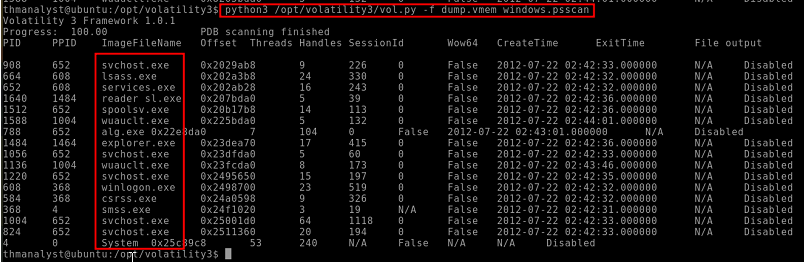 thmanalyst@ubuntu:/opt/volatility3$ python3 /opt/volatility3/vol.py -f dump.vmem windows.psscan
Volatility 3 Framework 1.0.1
Progress:  100.00               PDB scanning finished
PID     PPID    ImageFileName   Offset  Threads Handles SessionId       Wow64   CreateTime      ExitTime        File output
908     652     svchost.exe     0x2029ab8       9       226     0       False   2012-07-22 02:42:33.000000      N/A     Disabled
664     608     lsass.exe       0x202a3b8       24      330     0       False   2012-07-22 02:42:32.000000      N/A     Disabled
652     608     services.exe    0x202ab28       16      243     0       False   2012-07-22 02:42:32.000000      N/A     Disabled
1640    1484    reader_sl.exe   0x207bda0       5       39      0       False   2012-07-22 02:42:36.000000      N/A     Disabled
1512    652     spoolsv.exe     0x20b17b8       14      113     0       False   2012-07-22 02:42:36.000000      N/A     Disabled
1588    1004    wuauclt.exe     0x225bda0       5       132     0       False   2012-07-22 02:44:01.000000      N/A     Disabled
788     652     alg.exe 0x22e8da0       7       104     0       False   2012-07-22 02:43:01.000000      N/A     Disabled
1484    1464    explorer.exe    0x23dea70       17      415     0       False   2012-07-22 02:42:36.000000      N/A     Disabled
1056    652     svchost.exe     0x23dfda0       5       60      0       False   2012-07-22 02:42:33.000000      N/A     Disabled
1136    1004    wuauclt.exe     0x23fcda0       8       173     0       False   2012-07-22 02:43:46.000000      N/A     Disabled
1220    652     svchost.exe     0x2495650       15      197     0       False   2012-07-22 02:42:35.000000      N/A     Disabled
608     368     winlogon.exe    0x2498700       23      519     0       False   2012-07-22 02:42:32.000000      N/A     Disabled
584     368     csrss.exe       0x24a0598       9       326     0       False   2012-07-22 02:42:32.000000      N/A     Disabled
368     4       smss.exe        0x24f1020       3       19      N/A     False   2012-07-22 02:42:31.000000      N/A     Disabled
1004    652     svchost.exe     0x25001d0       64      1118    0       False   2012-07-22 02:42:33.000000      N/A     Disabled
824     652     svchost.exe     0x2511360       20      194     0       False   2012-07-22 02:42:33.000000      N/A     Disabled
4       0       System  0x25c89c8       53      240     N/A     False   N/A     N/A     Disabled
thmanalyst@ubuntu:/opt/volatility3$